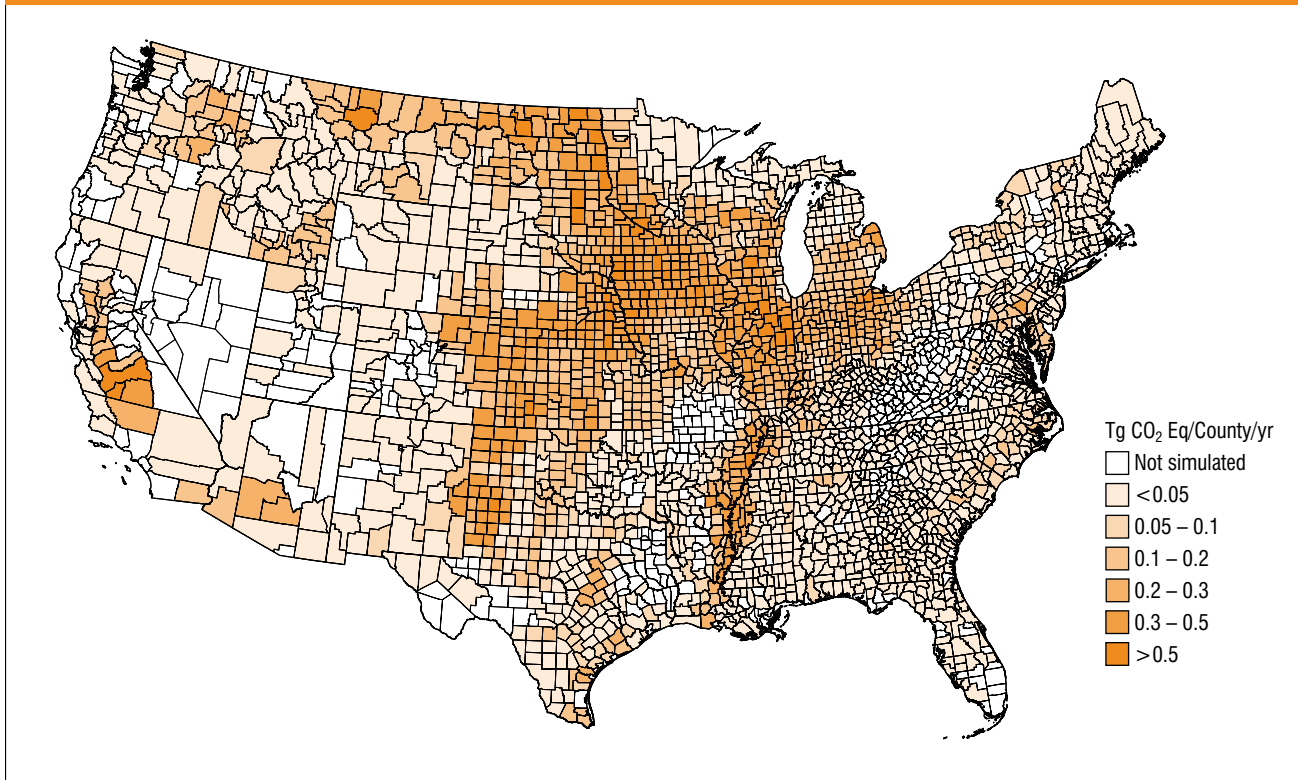 Tg CO₂ Eq/County/yr
Not simulated
<0.05
0.05 – 0.1
0.1 – 0.2
0.2 – 0.3
0.3 – 0.5
>0.5